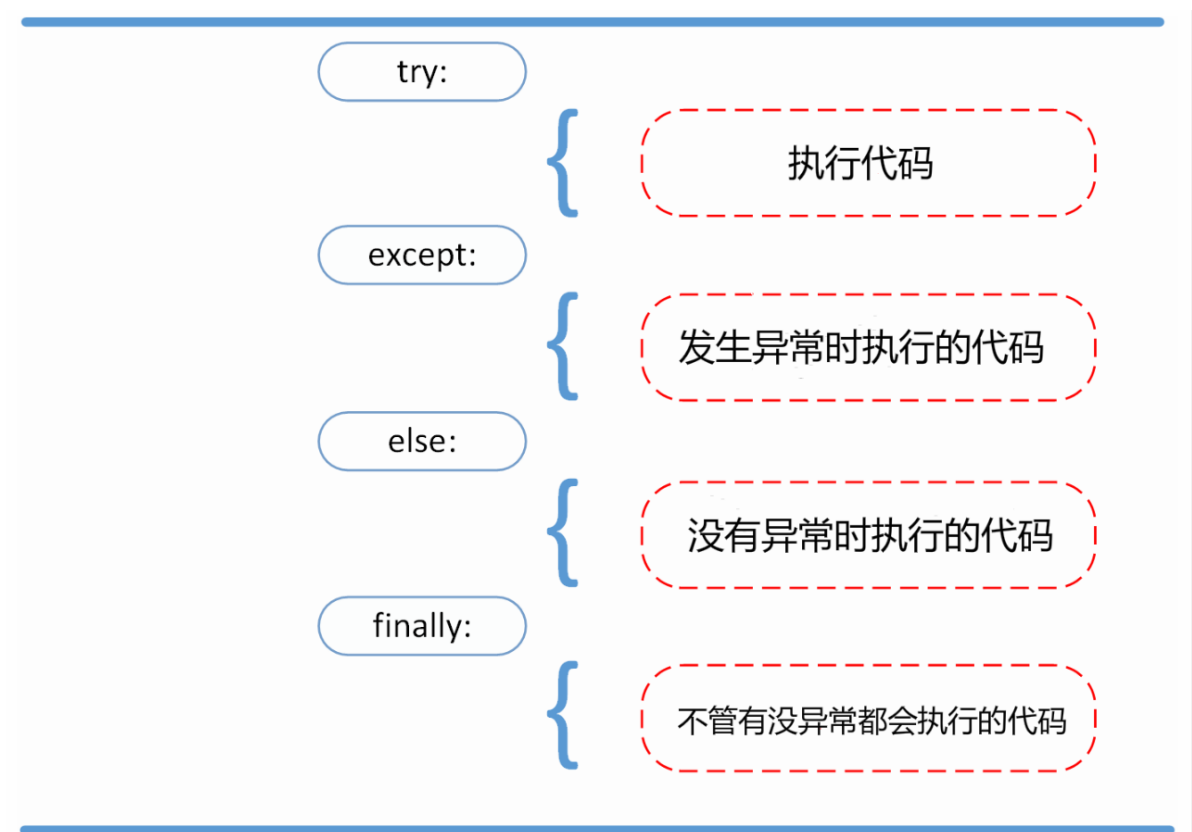 try:
执行代码
except:
发生异常时执行的代码
else:
没有异常时执行的代码
finally:
不管有没异常都会执行的代码